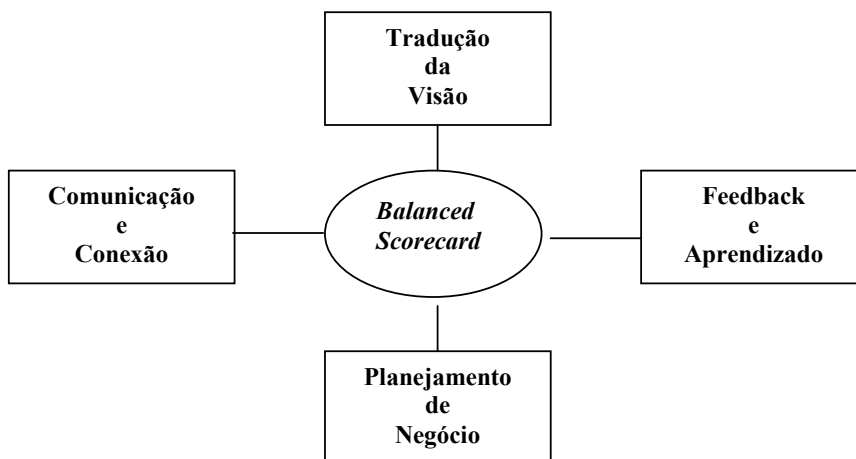 Tradução
da
Visão
Comunicação
e
Conexão
Balanced
Scorecard
Feedback
e
Aprendizado
Planejamento
de
Negócio